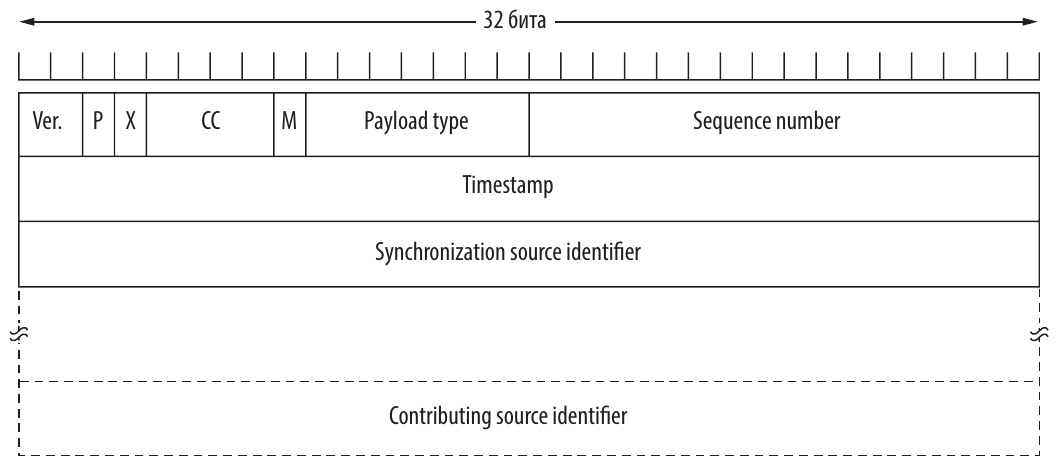 32 бита
Ver. P X CC M Payload type Sequence number
Timestamp
Synchronization source identifier
Contributing source identifier